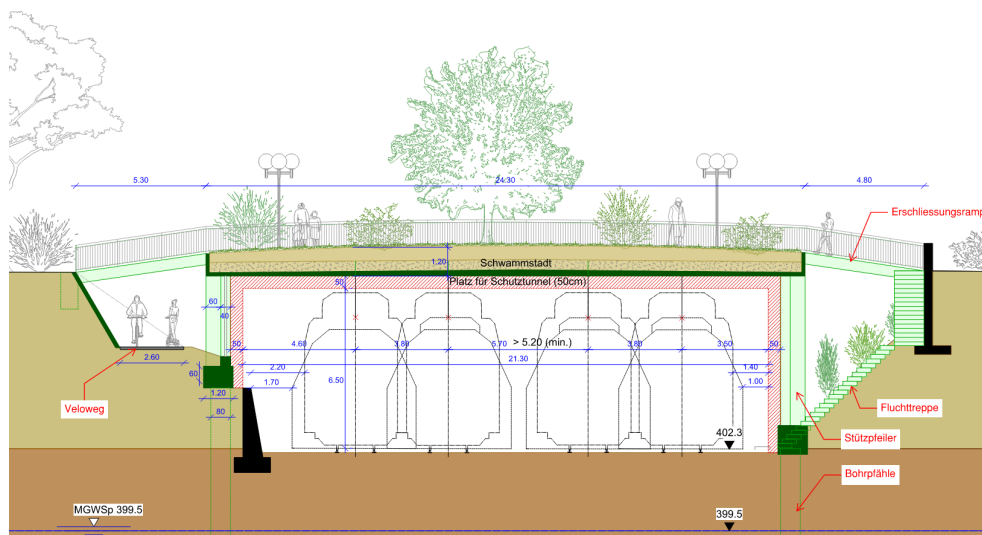 5.30
24.30
4.80
Erschliessungsramp
1.20
Schwammstadt
50
Platz für Schutztunnel (50cm)
60
40
50
4.60
3.80
5.70
> 5.20 (min.)
3.80
3.50
50
21.30
2.60
60
2.20
1.40
1.70
6.50
1.00
1.20
80
Veloweg
Fluchttreppe
402.3
Stützpfeiler
Bohrpfähle
MGWSp 399.5
399.5